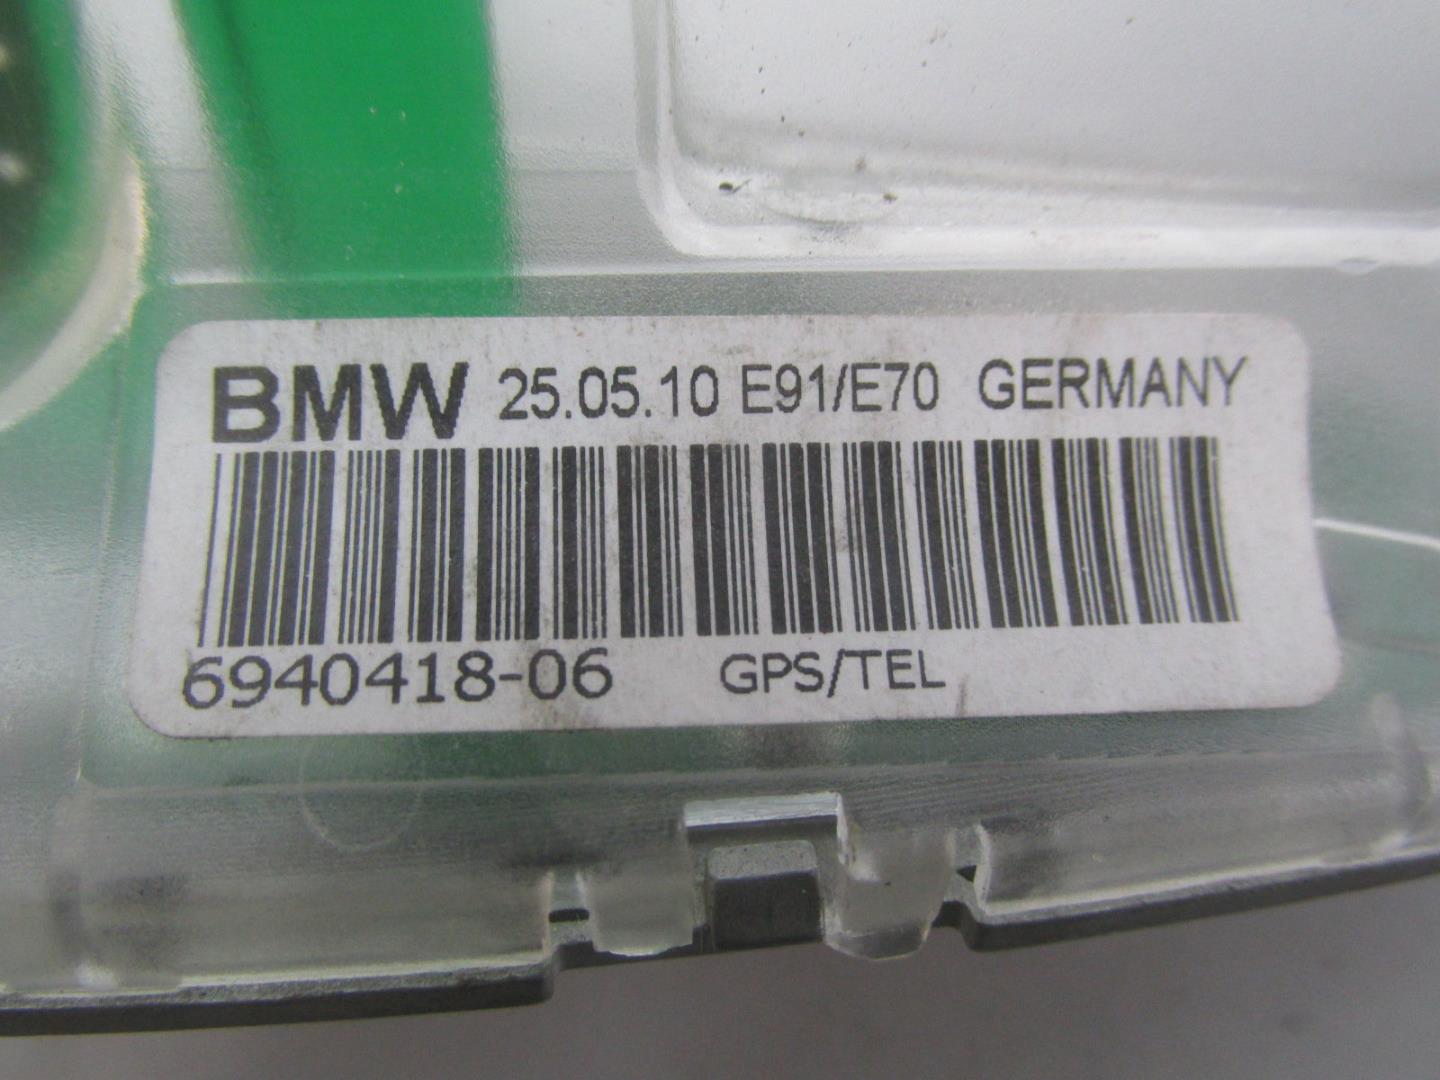 BMW 25.05.10 E91/E70 GERMANY
6940418-06 GPS/TEL